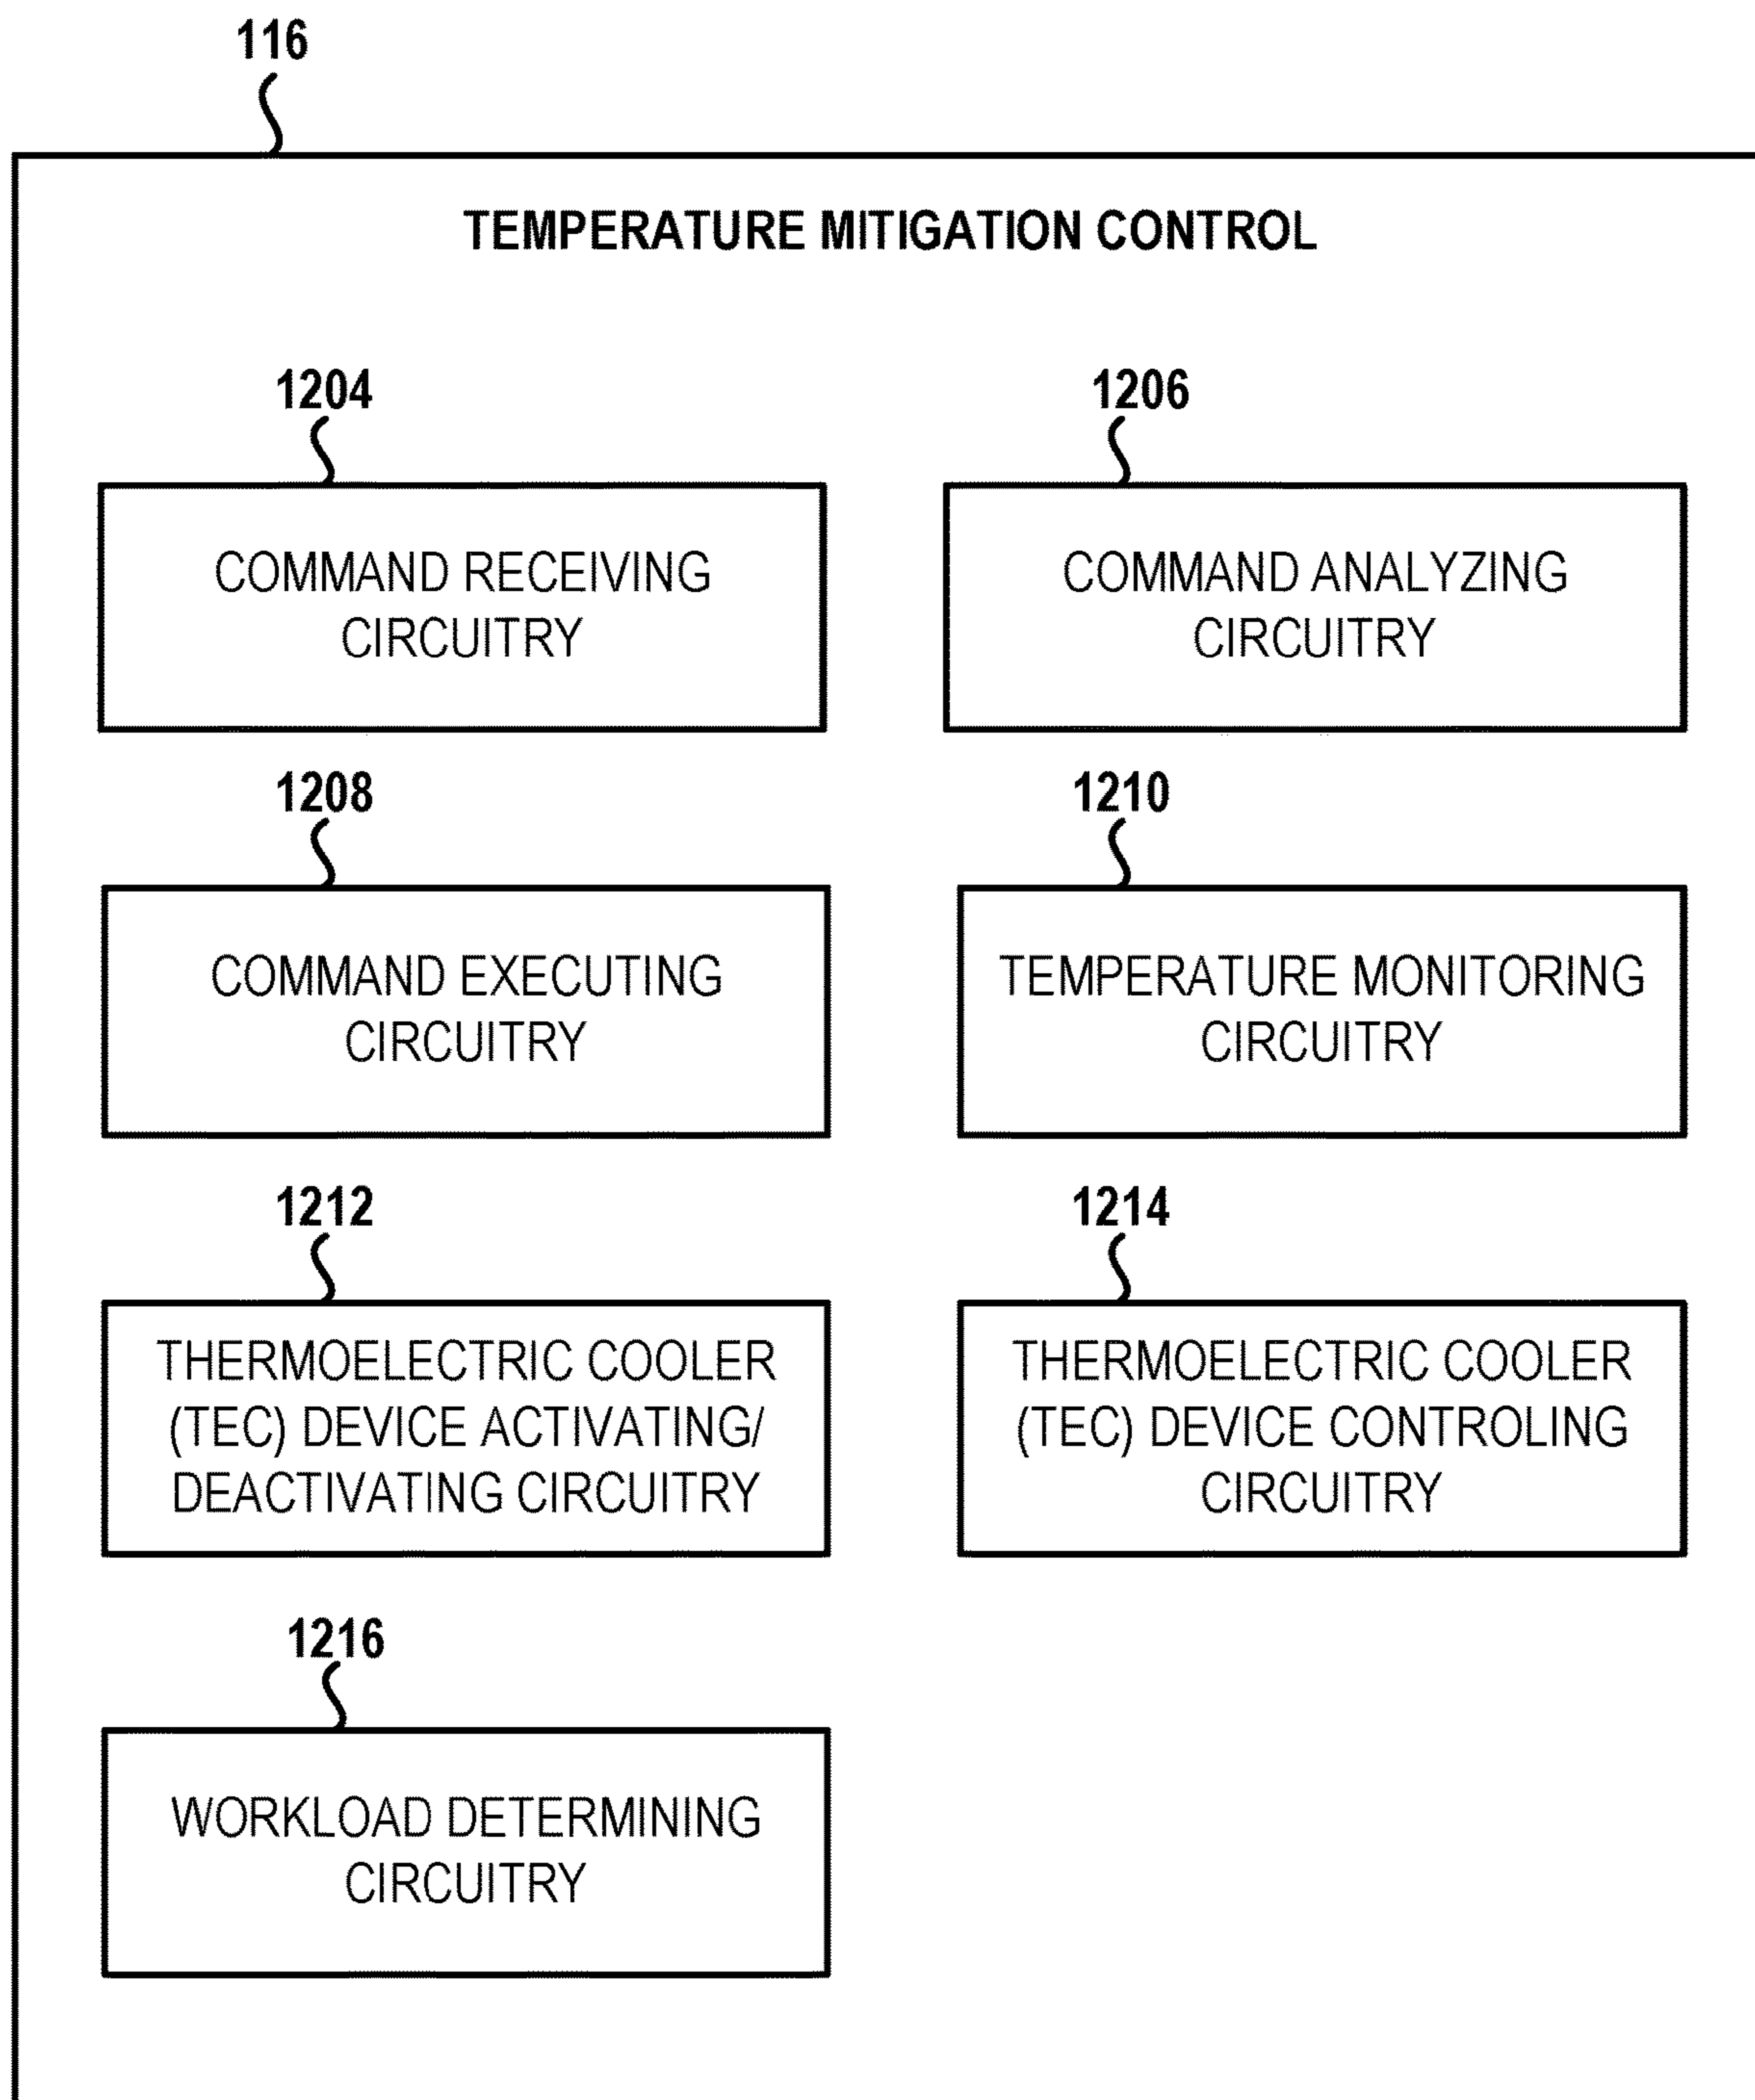 116
TEMPERATURE MITIGATION CONTROL
1204
COMMAND RECEIVING
CIRCUITRY
1206
COMMAND ANALYZING
CIRCUITRY
1208
COMMAND EXECUTING
CIRCUITRY
1210
TEMPERATURE MONITORING
CIRCUITRY
1212
THERMOELECTRIC COOLER
(TEC) DEVICE ACTIVATING/
DEACTIVATING CIRCUITRY
1214
THERMOELECTRIC COOLER
(TEC) DEVICE CONTROLING
CIRCUITRY
1216
WORKLOAD DETERMINING
CIRCUITRY